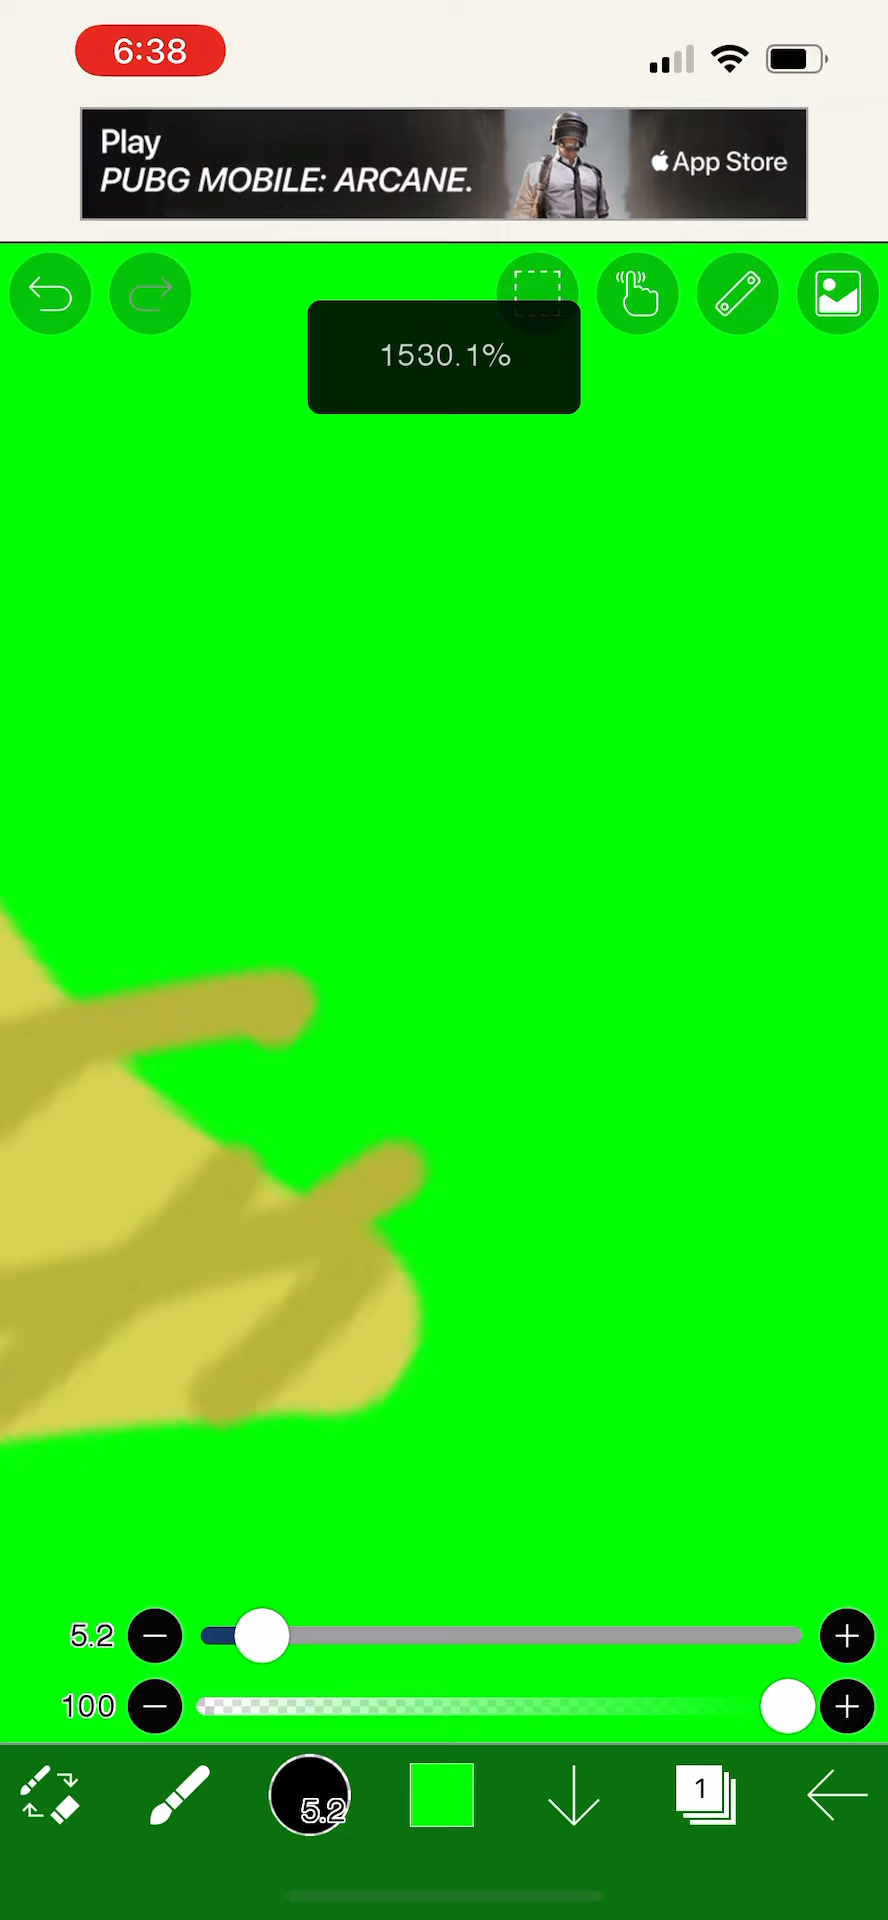 6:38
Play
PUBG MOBILE: ARCANE.
App Store
1530.1%
5.2
100
5.2
1